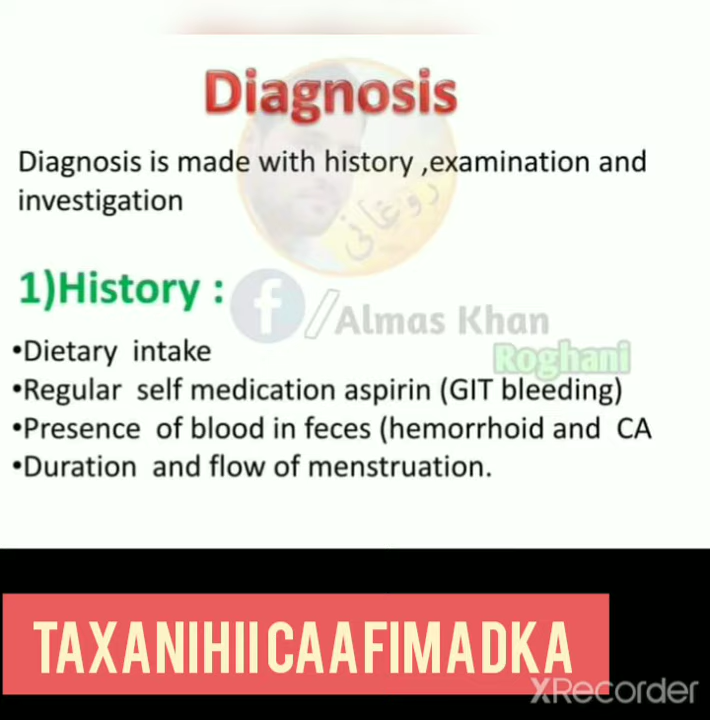 Diagnosis
Diagnosis is made with history ,examination and
investigation
روغانی
1)History :
f/Almas Khan
Roghani
•Dietary intake
•Regular self medication aspirin (GIT bleeding)
•Presence of blood in feces (hemorrhoid and CA
•Duration and flow of menstruation.
TAXANIHII CAAFIMADKA
XRecorder